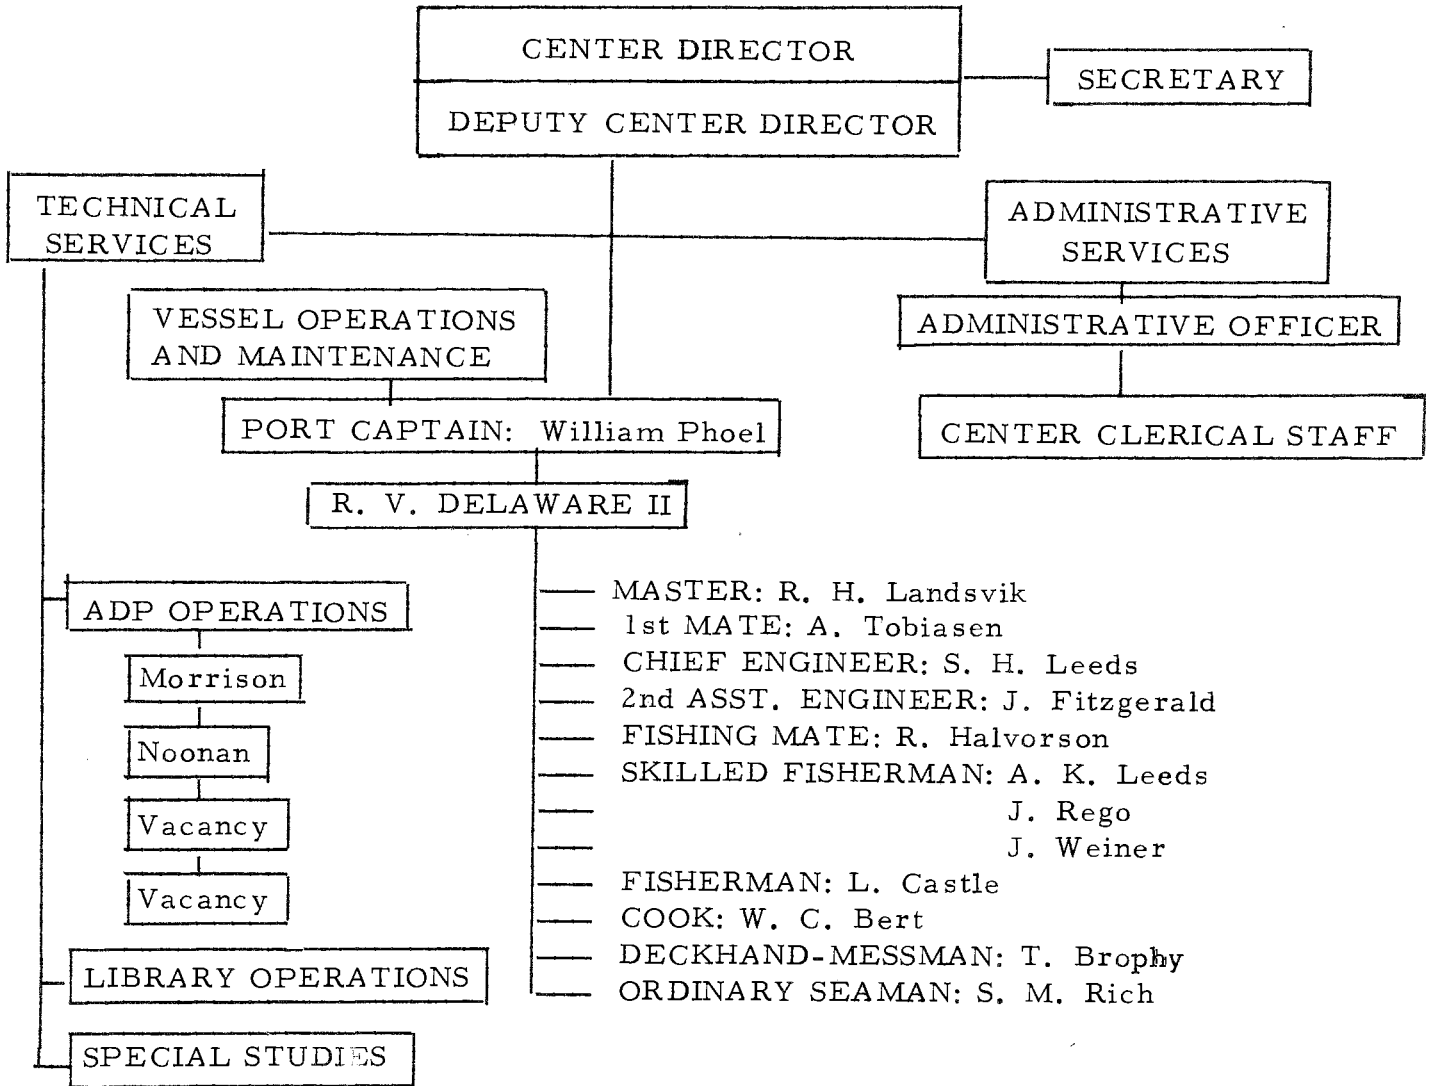 CENTER DIRECTOR
SECRETARY
DEPUTY CENTER DIRECTOR
TECHNICAL
SERVICES
ADMINISTRATIVE
SERVICES
VESSEL OPERATIONS
AND MAINTENANCE
ADMINISTRATIVE OFFICER
PORT CAPTAIN: William Phoel
CENTER CLERICAL STAFF
R. V. DELAWARE II
ADP OPERATIONS
Morrison
Noonan
Vacancy
Vacancy
LIBRARY OPERATIONS
SPECIAL STUDIES
MASTER: R. H. Landsvik
1st MATE: A. Tobiasen
CHIEF ENGINEER: S. H. Leeds
2nd ASST. ENGINEER: J. Fitzgerald
FISHING MATE: R. Halvorson
SKILLED FISHERMAN: A. K. Leeds
J. Rego
J. Weiner
FISHERMAN: L. Castle
COOK: W. C. Bert
DECKHAND-MESSMAN: T. Brophy
ORDINARY SEAMAN: S. M. Rich